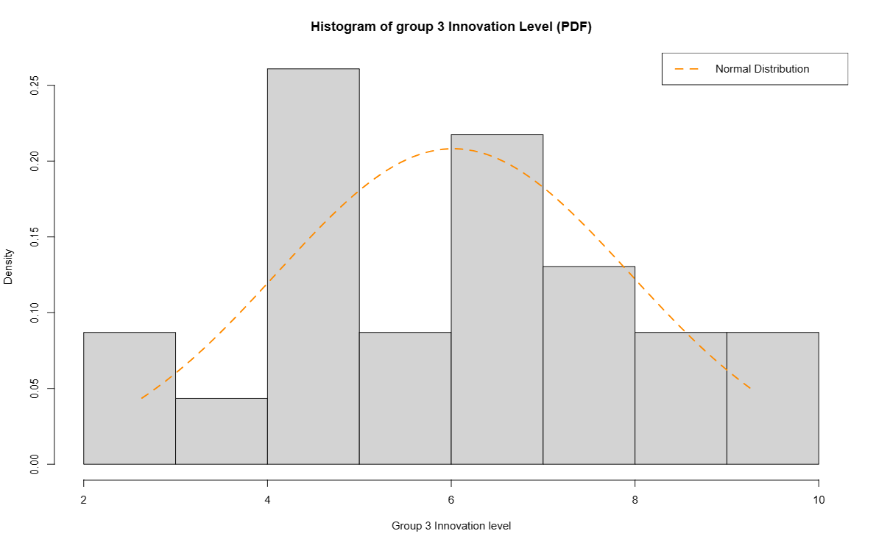 Histogram of group 3 Innovation Level (PDF)
Normal Distribution
Density
0.25
0.20
0.15
0.10
0.05
0.00
2 4 6 8 10
Group 3 Innovation level